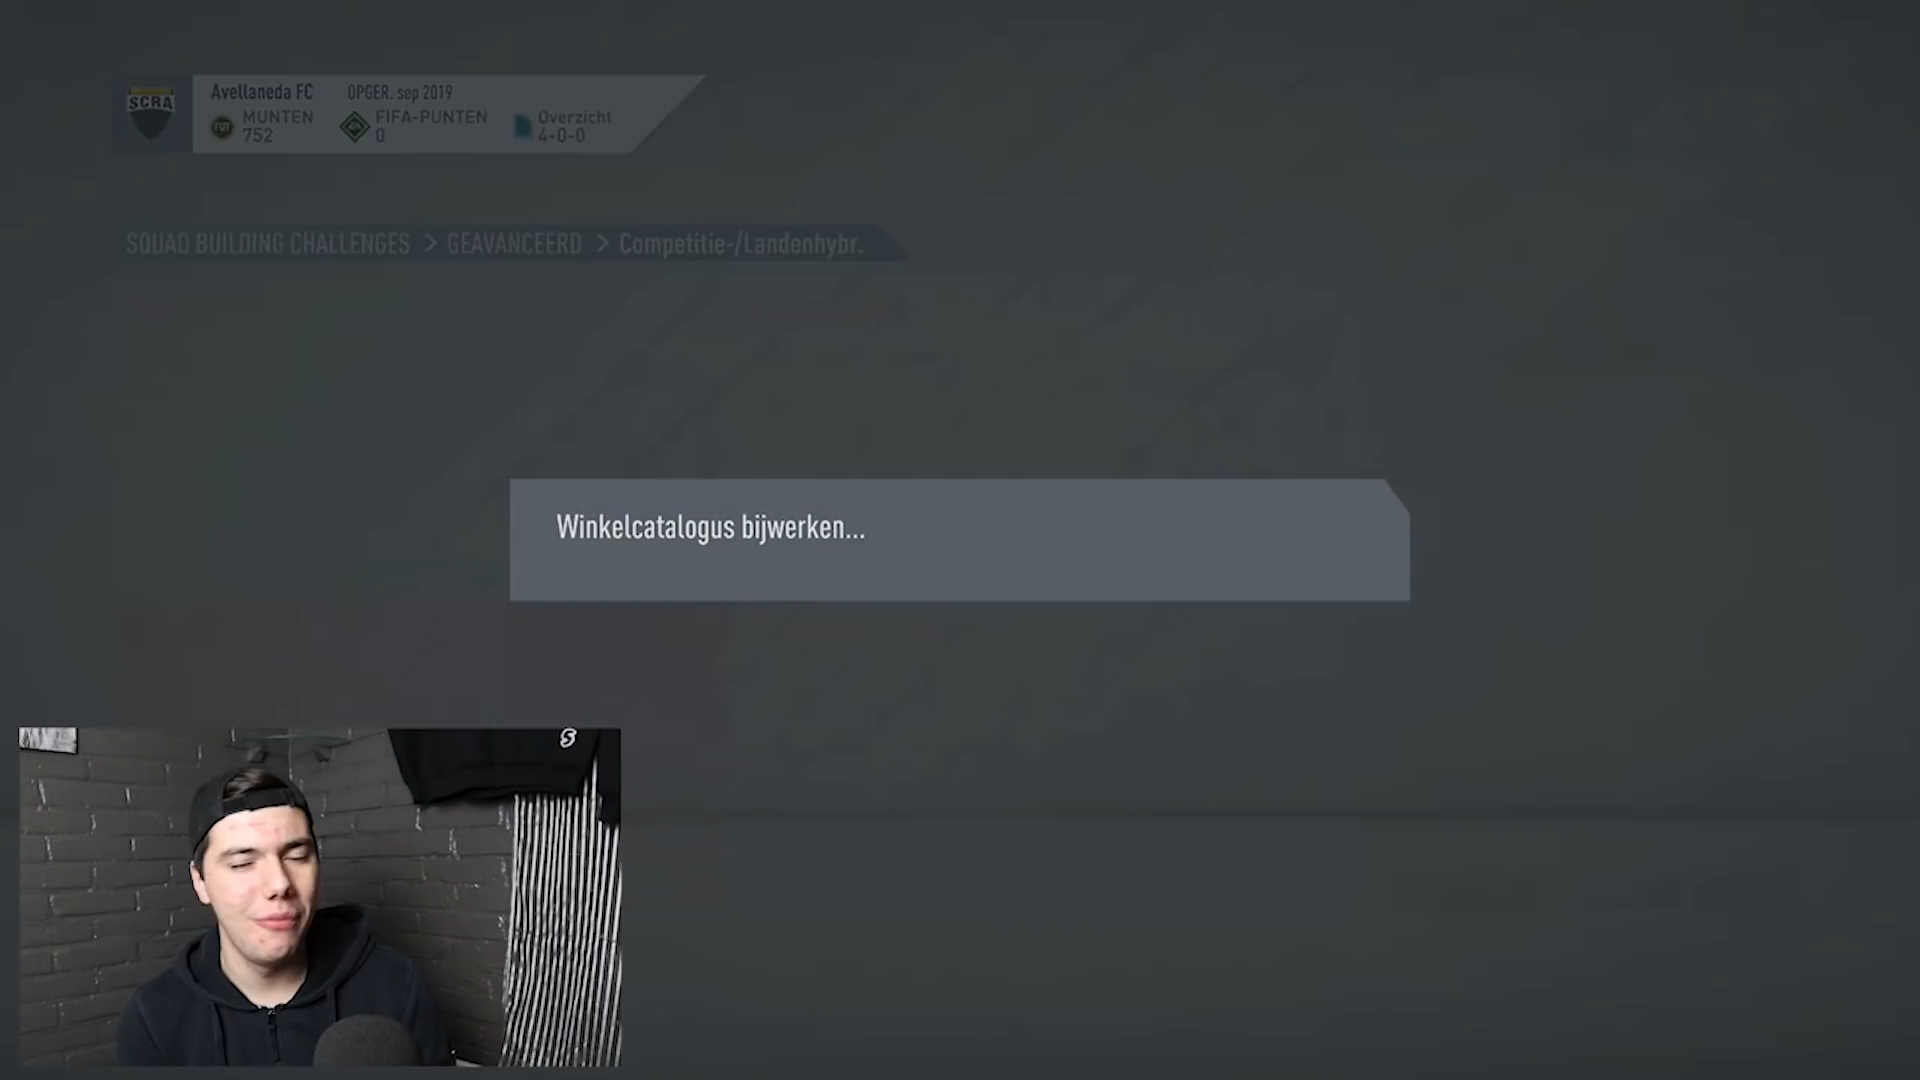 SCRA
Avellaneda FC OPGER. sep 2019
MUNTEN
752
FIFA-PUNTEN
0
Overzicht
4-0-0
SQUAD BUILDING CHALLENGES > GEAVANCEERD > Competitie-/Landenhybr.
Winkelcatalogus bijwerken...